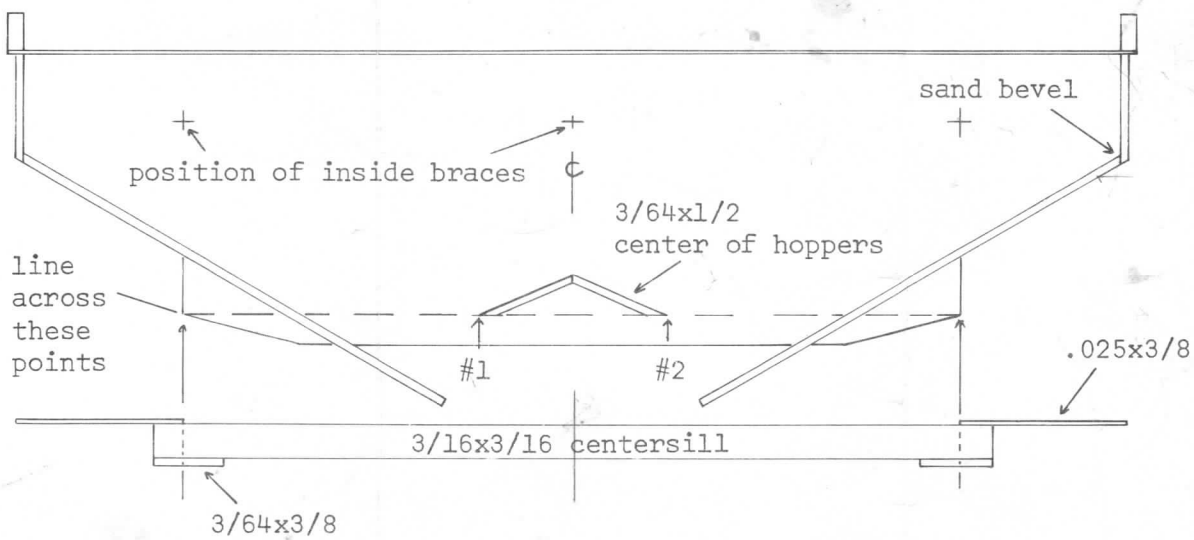 sand bevel
position of inside braces
C
3/64x1/2
center of hoppers
line
across
these
points
#1
#2
.025x3/8
3/16x3/16 centersill
3/64x3/8